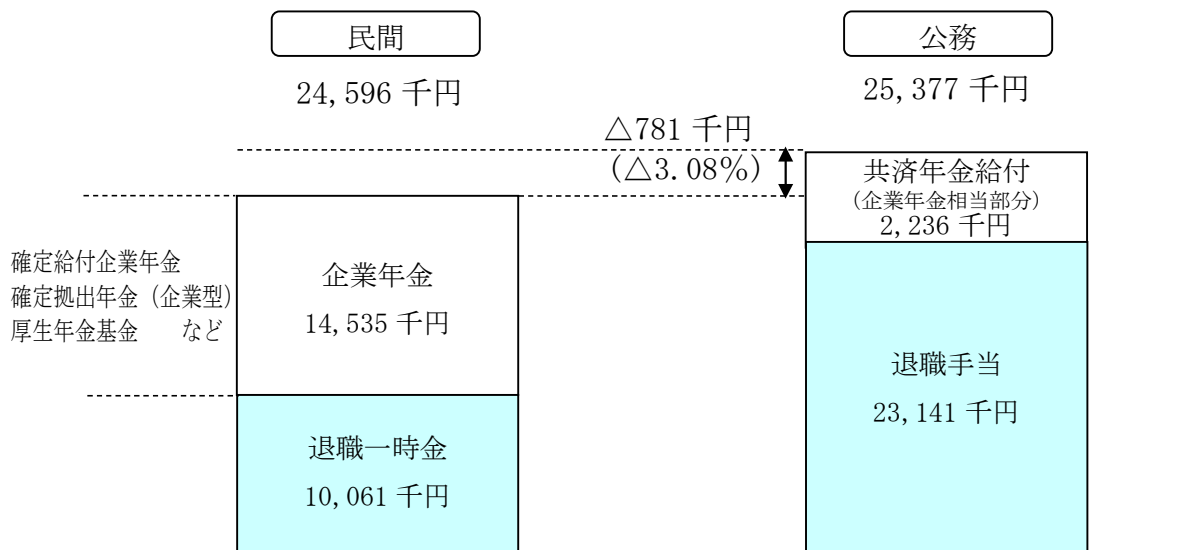 民間
24,596 千円
公務
25,377 千円
△781 千円
(△3.08%)
共済年金給付
(企業年金相当部分)
2,236 千円
確定給付企業年金
確定拠出年金(企業型)
厚生年金基金　　など
企業年金
14,535 千円
退職手当
23,141 千円
退職一時金
10,061 千円